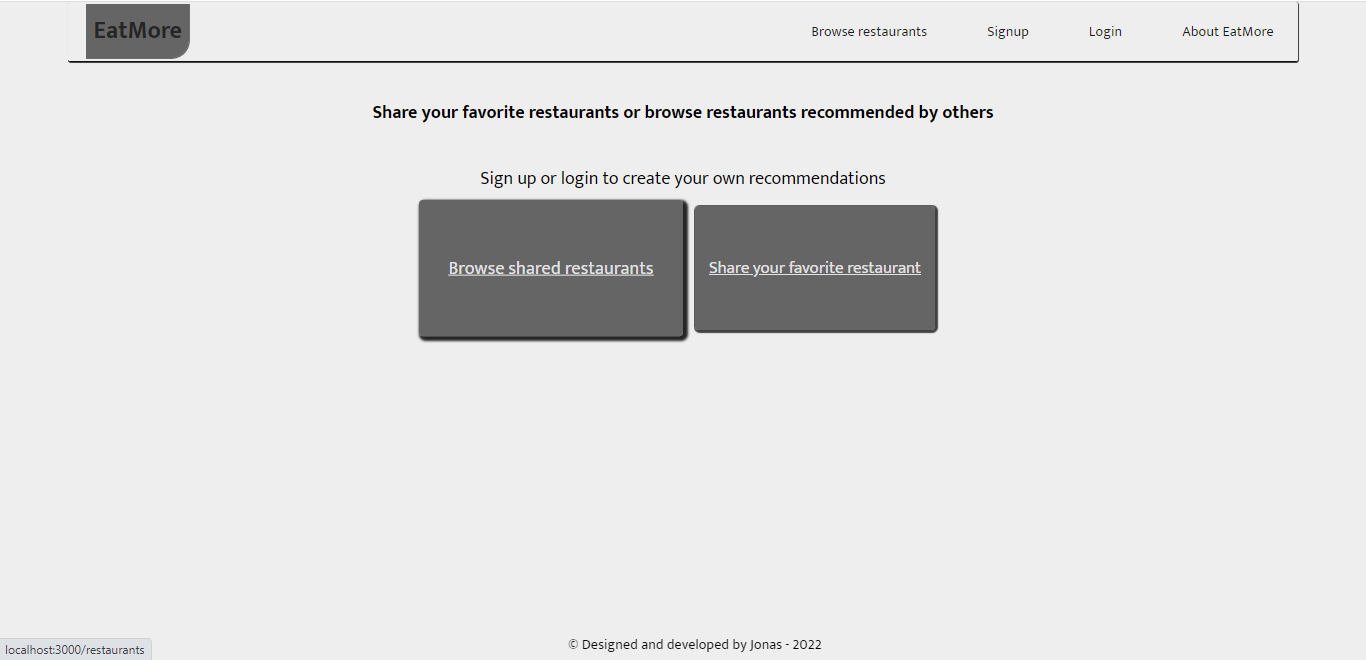 EatMore
Browse restaurants
Signup
Login
About EatMore
Share your favorite restaurants or browse restaurants recommended by others
Sign up or login to create your own recommendations
Browse shared restaurants
Share your favorite restaurant
© Designed and developed by Jonas - 2022
localhost:3000/restaurants